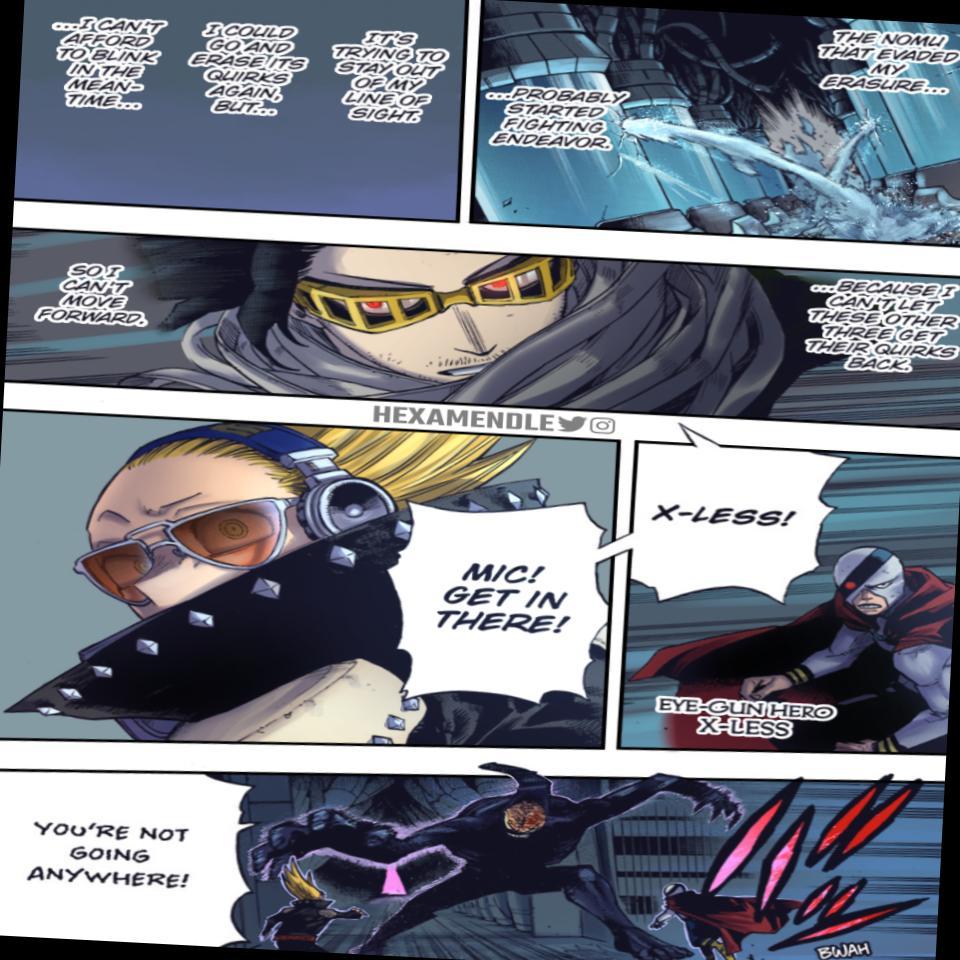 THE NOMU
THAT EVADED
MY
ERASURE...
...PROBABLY
STARTED
FIGHTING
ENDEAVOR.
IT'S
TRYING TO
STAY OUT
OF MY
LINE OF
SIGHT.
I COULD
GO AND
ERASE ITS
QUIRKS
AGAIN,
BUT...
...I CAN'T
AFFORD
TO BLINK
IN THE
MEAN-
TIME...
...BECAUSE I
CAN'T LET
THESE OTHER
THREE GET
THEIR QUIRKS
BACK.
SO I
CAN'T
MOVE
FORWARD.
HEXAMENDLE
X-LESS!
EYE-GUN HERO
X-LESS
MIC!
GET IN
THERE!
BWAH
YOU'RE NOT
GOING
ANYWHERE!